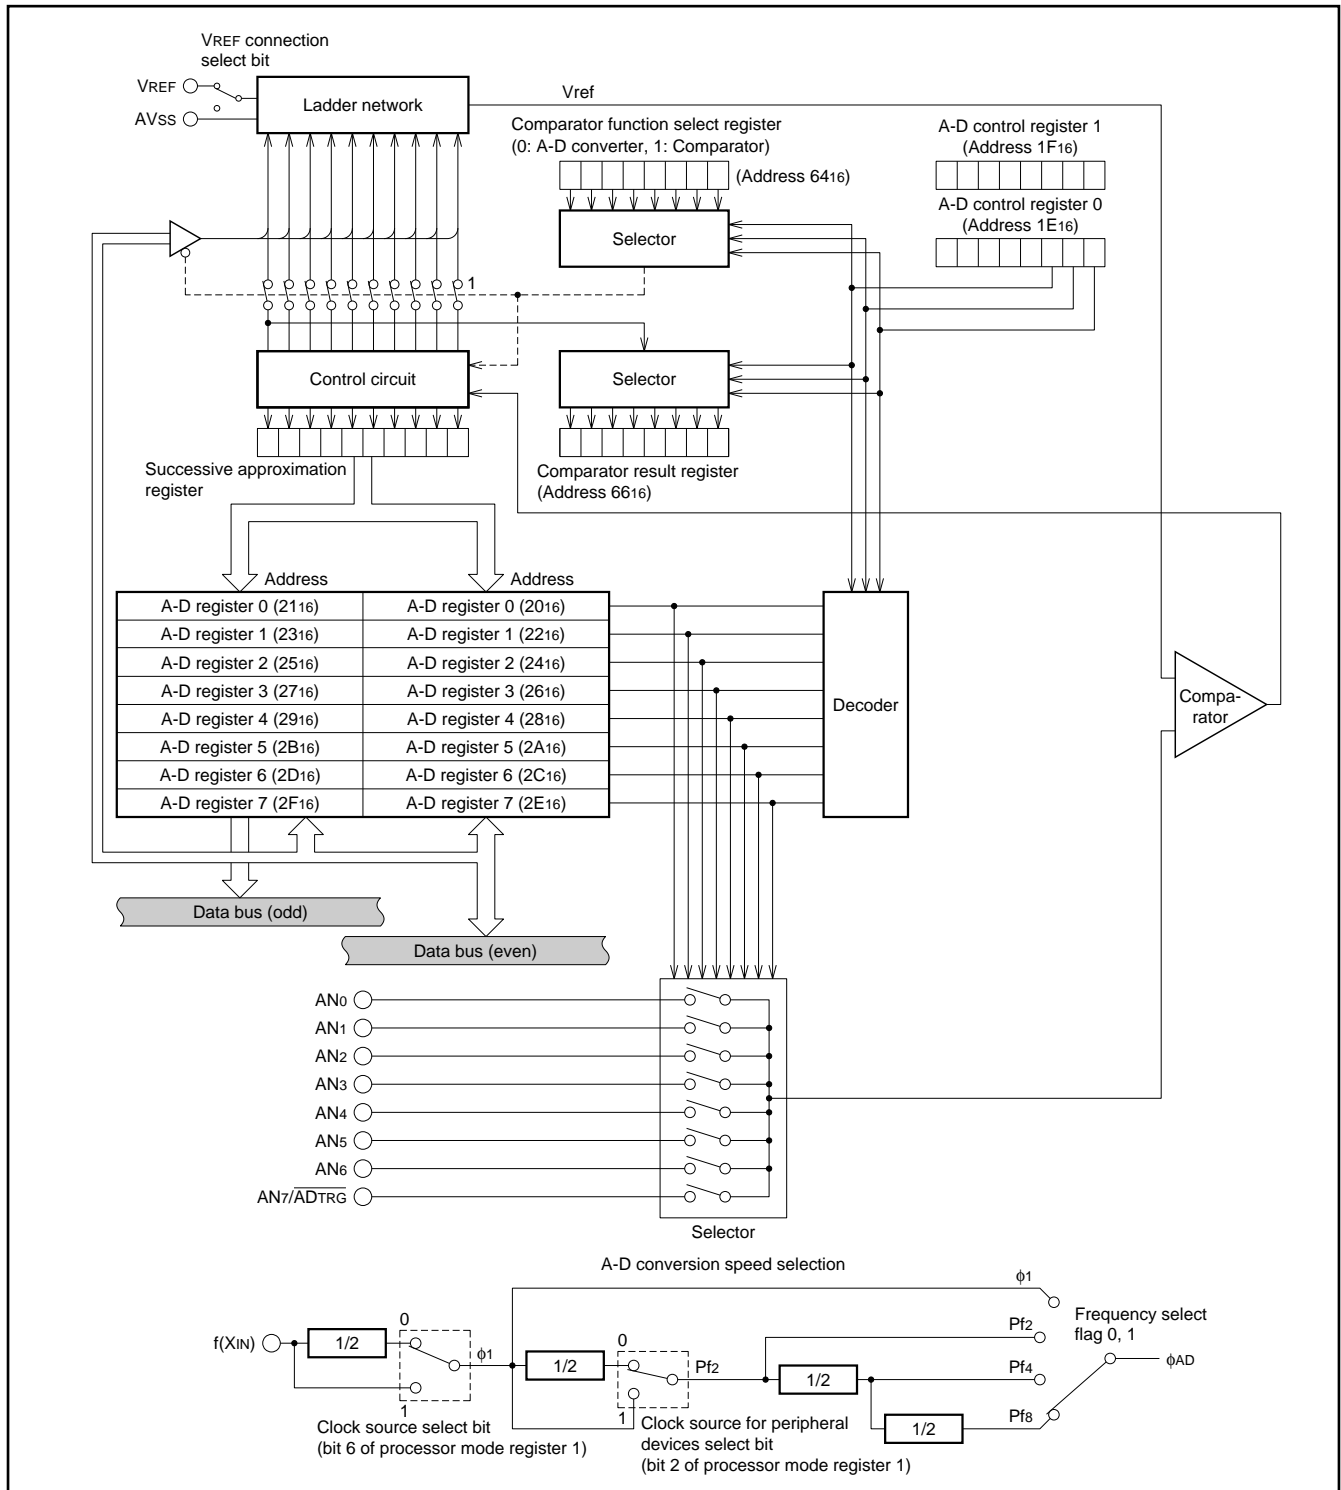 VREF connection
select bit
VREF
AVSS
Ladder network
Vref
Comparator function select register
(0: A-D converter, 1: Comparator)
(Address 6416)
A-D control register 1
(Address 1F16)
A-D control register 0
(Address 1E16)
Selector
1
Control circuit
Selector
Successive approximation
register
Comparator result register
(Address 6616)
Address
Address
A-D register 0 (2116)
A-D register 0 (2016)
A-D register 1 (2316)
A-D register 1 (2216)
A-D register 2 (2516)
A-D register 2 (2416)
A-D register 3 (2716)
A-D register 3 (2616)
A-D register 4 (2916)
A-D register 4 (2816)
A-D register 5 (2B16)
A-D register 5 (2A16)
A-D register 6 (2D16)
A-D register 6 (2C16)
A-D register 7 (2F16)
A-D register 7 (2E16)
Decoder
Compa-
rator
Data bus (odd)
Data bus (even)
AN0
AN1
AN2
AN3
AN4
AN5
AN6
AN7/ADTRG
Selector
A-D conversion speed selection
f(XIN)
1/2
0
1
ϕ1
Clock source select bit
(bit 6 of processor mode register 1)
1/2
0
1
Pf2
Clock source for peripheral
devices select bit
(bit 2 of processor mode register 1)
1/2
1/2
ϕ1
Pf2
Pf4
Pf8
Frequency select
flag 0, 1
ϕAD